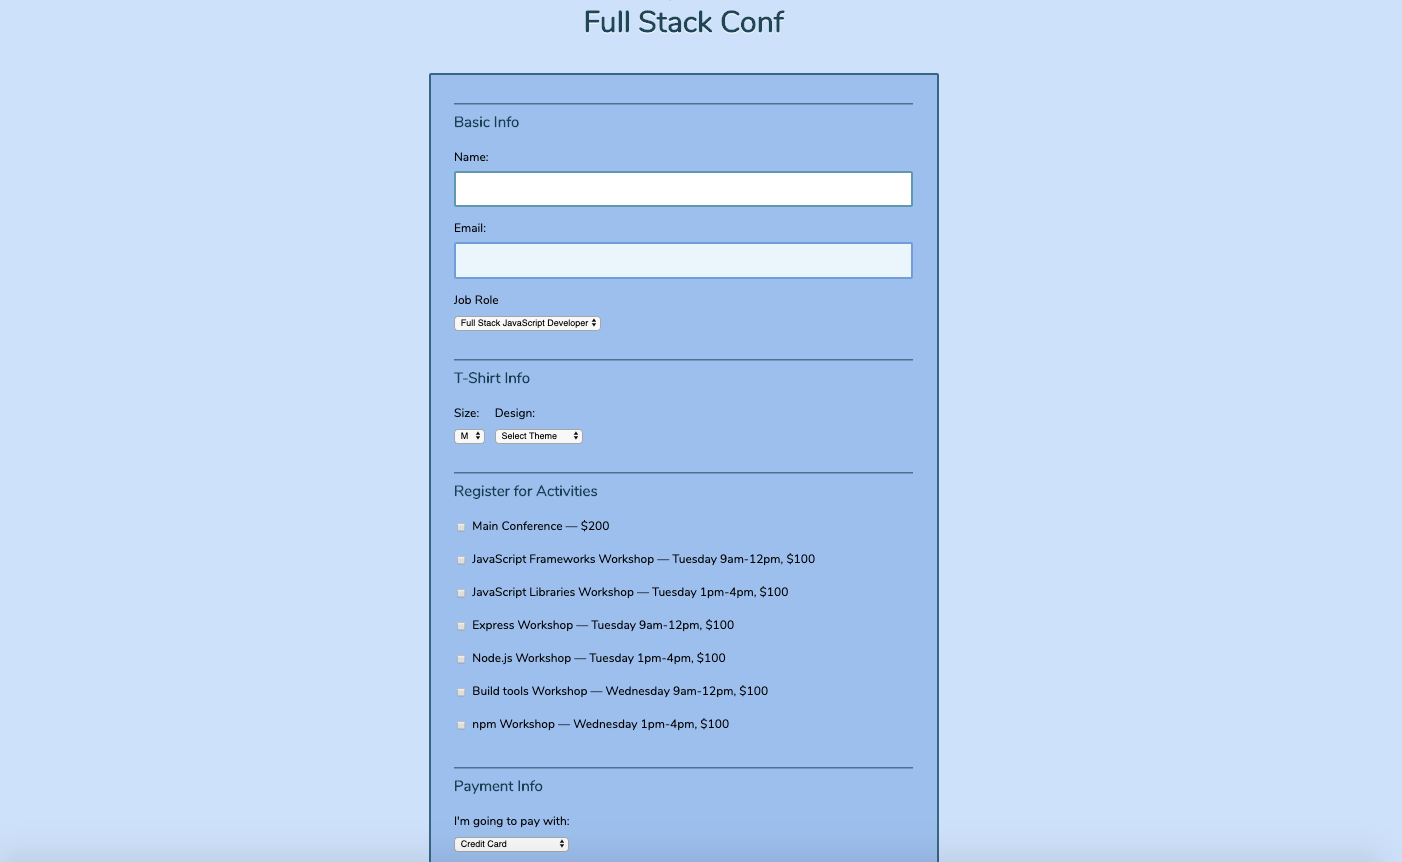 Full Stack Conf
Basic Info
Name:
Email:
Job Role
Full Stack JavaScript Developer
T-Shirt Info
Size: Design:
M Select Theme
Register for Activities
Main Conference — $200
JavaScript Frameworks Workshop — Tuesday 9am-12pm, $100
JavaScript Libraries Workshop — Tuesday 1pm-4pm, $100
Express Workshop — Tuesday 9am-12pm, $100
Node.js Workshop — Tuesday 1pm-4pm, $100
Build tools Workshop — Wednesday 9am-12pm, $100
npm Workshop — Wednesday 1pm-4pm, $100
Payment Info
I'm going to pay with:
Credit Card